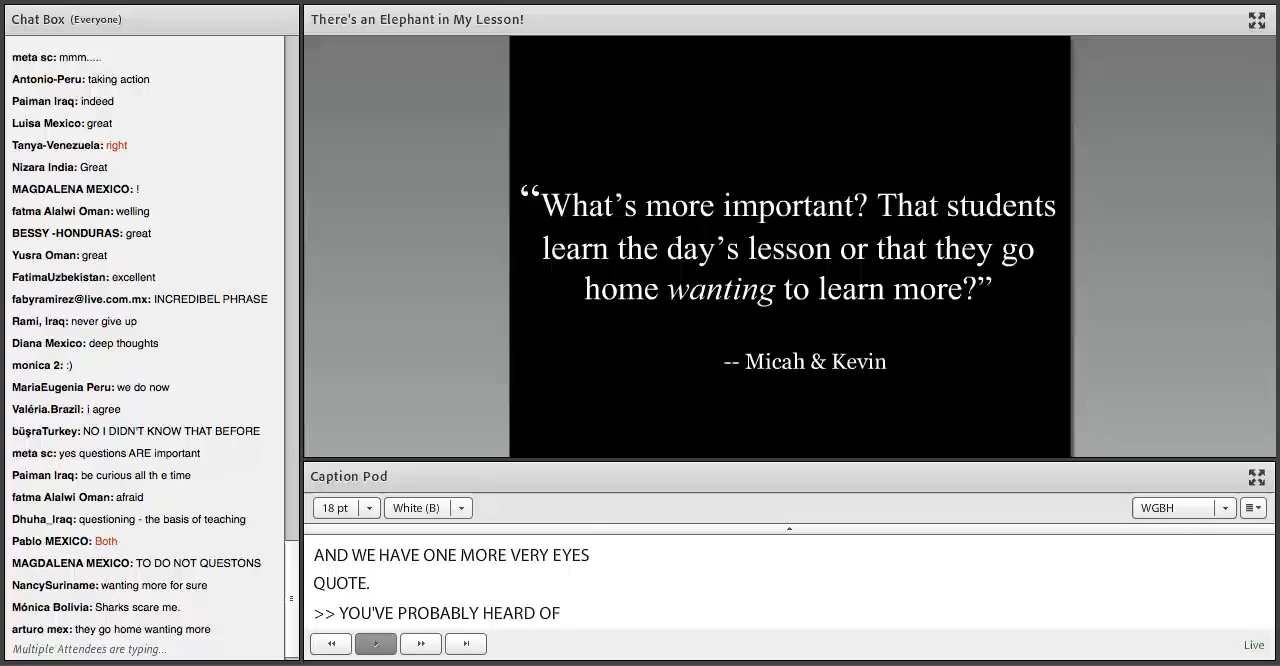 Chat Box (Everyone)
meta sc: mmm.....
Antonio-Peru: taking action
Paiman Iraq: indeed
Luisa Mexico: great
Tanya-Venezuela: right
Nizara India: Great
MAGDALENA MEXICO: !
fatma Alalwi Oman: welling
BESSY -HONDURAS: great
Yusra Oman: great
FatimaUzbekistan: excellent
fabyramirez@live.com.mx: INCREDIBEL PHRASE
Rami, Iraq: never give up
Diana Mexico: deep thoughts
monica 2: :)
MariaEugenia Peru: we do now
Valéria.Brazil: i agree
büşraTurkey: NO I DIDN'T KNOW THAT BEFORE
meta sc: yes questions ARE important
Paiman Iraq: be curious all th e time
fatma Alalwi Oman: afraid
Dhuha_Iraq: questioning - the basis of teaching
Pablo MEXICO: Both
MAGDALENA MEXICO: TO DO NOT QUESTONS
NancySuriname: wanting more for sure
Mónica Bolivia: Sharks scare me.
arturo mex: they go home wanting more
Multiple Attendees are typing...
There's an Elephant in My Lesson!
“What’s more important? That students
learn the day’s lesson or that they go
home wanting to learn more?”
-- Micah & Kevin
Caption Pod
18 pt White (B) WGBH
AND WE HAVE ONE MORE VERY EYES
QUOTE.
>> YOU'VE PROBABLY HEARD OF
Live